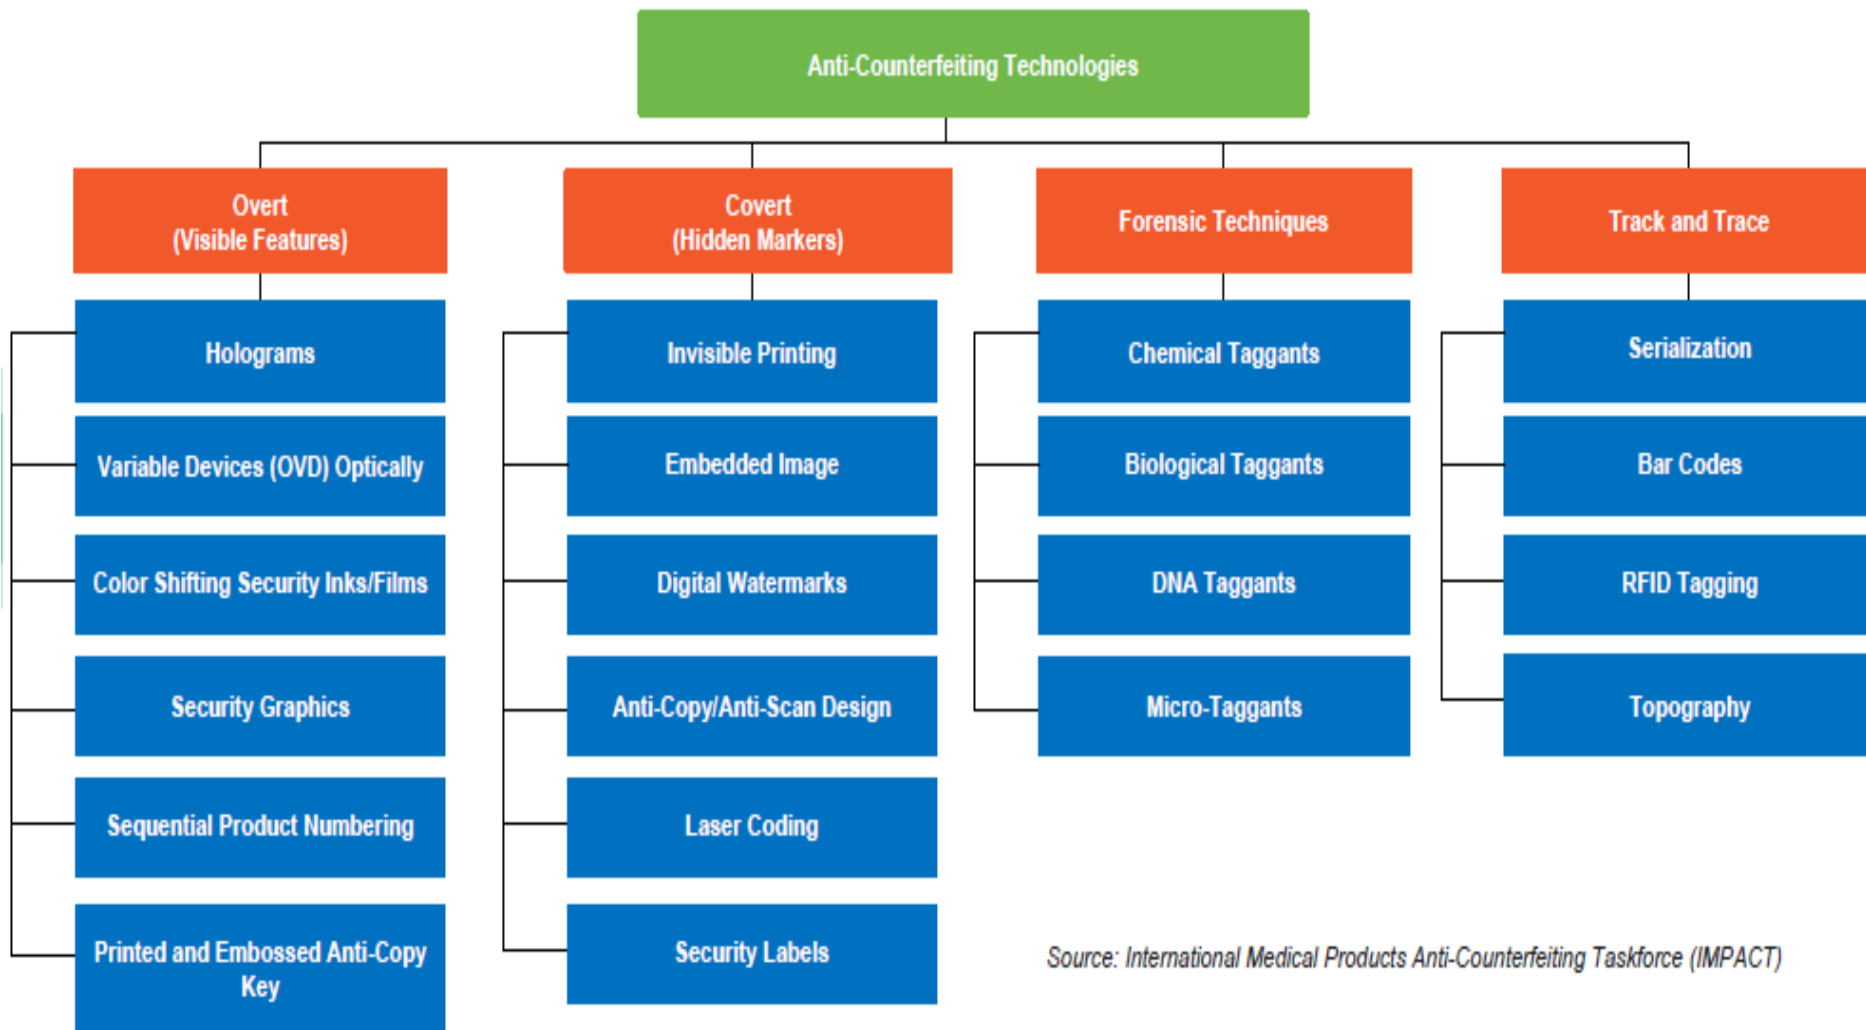 Anti-Counterfeiting Technologies
Overt
(Visible Features)
Holograms
Variable Devices (OVD) Optically
Color Shifting Security Inks/Films
Security Graphics
Sequential Product Numbering
Printed and Embossed Anti-Copy
Key
Covert
(Hidden Markers)
Invisible Printing
Embedded Image
Digital Watermarks
Anti-Copy/Anti-Scan Design
Laser Coding
Security Labels
Forensic Techniques
Chemical Taggants
Biological Taggants
DNA Taggants
Micro-Taggants
Track and Trace
Serialization
Bar Codes
RFID Tagging
Topography
Source: International Medical Products Anti-Counterfeiting Taskforce (IMPACT)